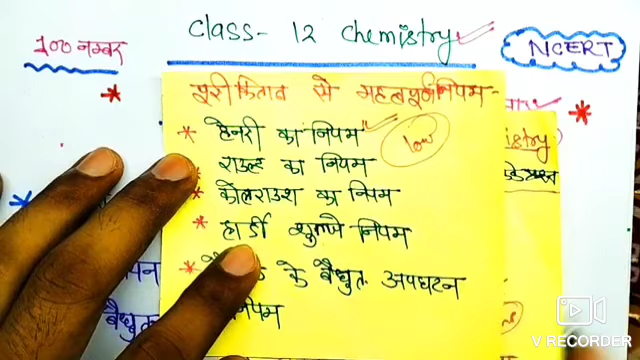 Class - 12 Chemistry
100 नम्बर
NCERT
पूरी किताब से महत्वपूर्ण नियम -
हेनरी का नियम
law
राउल्ट का नियम
कोलराउश का नियम
हार्डी शुल्जे नियम
के वैधुत अपघटन
नियम
वैधुत
V RECORDER